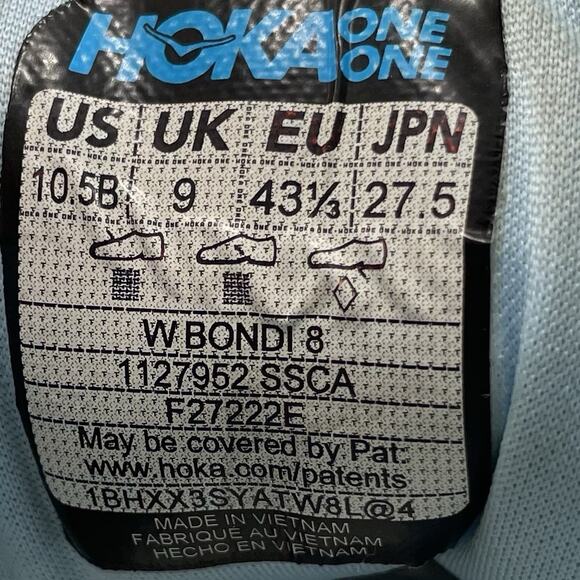 HOKA ONE ONE
US UK EU JPN
10.5B 9 43⅓ 27.5
W BONDI 8
1127952 SSCA
F27222E
May be covered by Pat:
www.hoka.com/patents
1BHXX3SYATW8L@4
MADE IN VIETNAM
FABRIQUÉ AU VIETNAM
HECHO EN VIETNAM